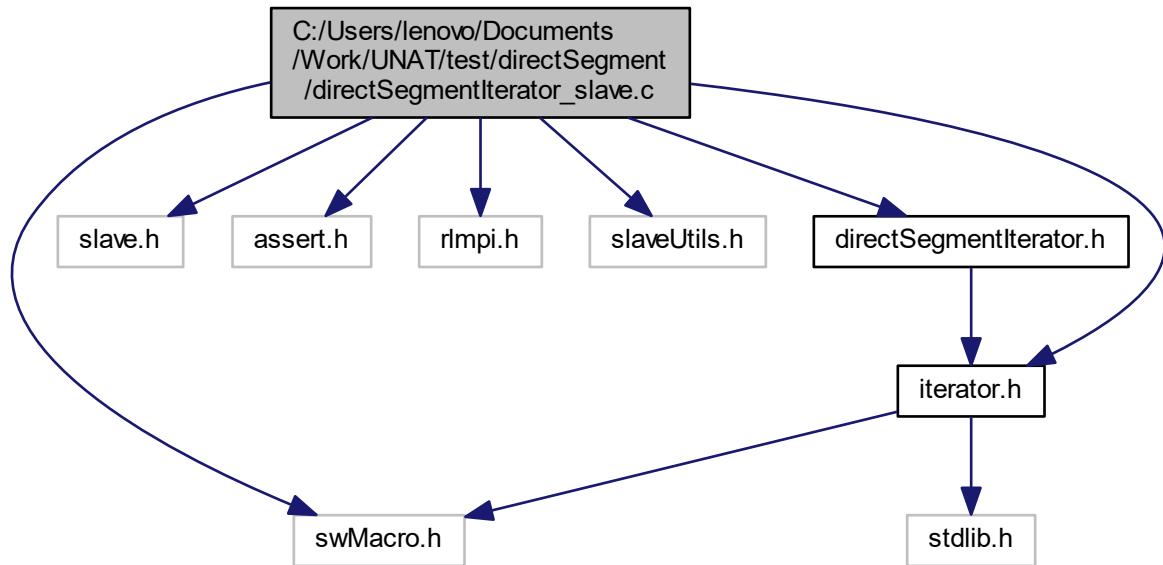 C:/Users/lenovo/Documents
/Work/UNAT/test/directSegment
/directSegmentIterator_slave.c
slave.h
assert.h
rlmpi.h
slaveUtils.h
directSegmentIterator.h
iterator.h
swMacro.h
stdlib.h